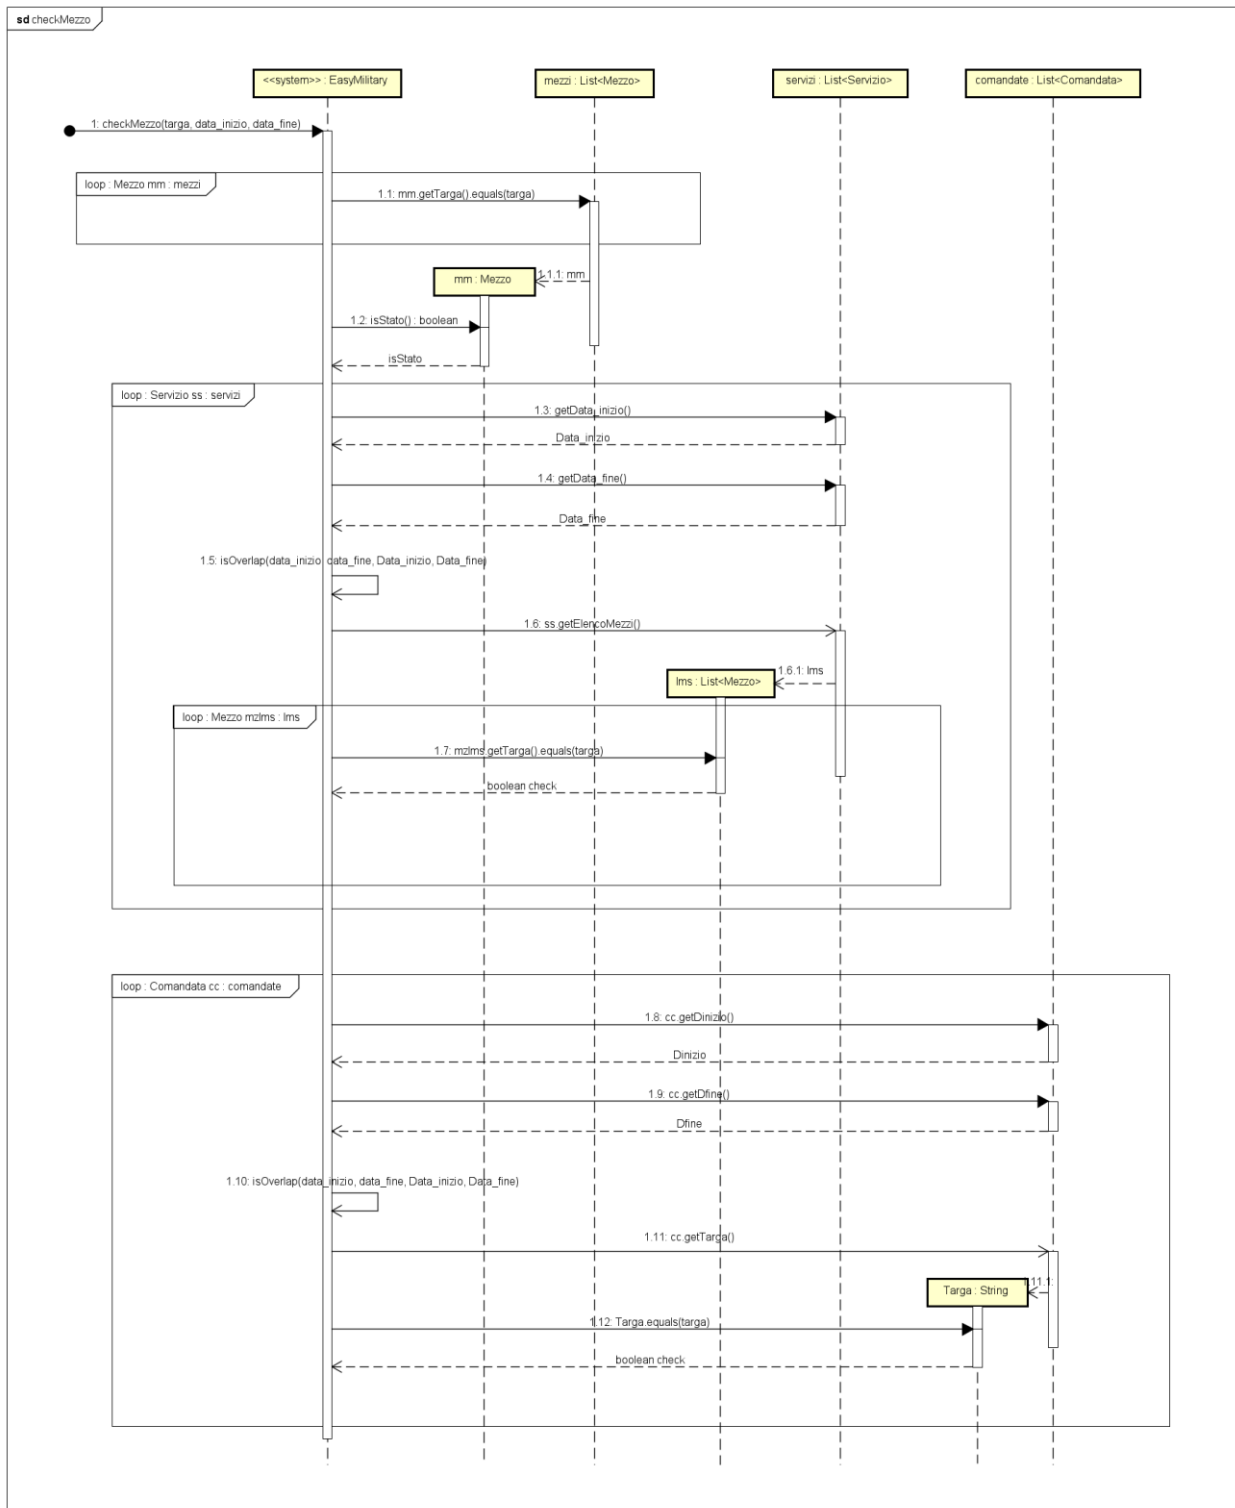 sd checkMezzo
<<system>> : EasyMilitary
mezzi : List<Mezzo>
servizi : List<Servizio>
comandate : List<Comandata>
1: checkMezzo(targa, data_inizio, data_fine)
loop : Mezzo mm : mezzi
1.1: mm.getTarga().equals(targa)
mm : Mezzo
1.1.1: mm
1.2: isStato() : boolean
isStato
loop : Servizio ss : servizi
1.3: getData_inizio()
Data_inizio
1.4: getData_fine()
Data_fine
1.5: isOverlap(data_inizio, data_fine, Data_inizio, Data_fine)
1.6: ss.getElencoMezzi()
lms : List<Mezzo>
1.6.1: lms
loop : Mezzo mzlms : lms
1.7: mzlms.getTarga().equals(targa)
boolean check
loop : Comandata cc : comandate
1.8: cc.getDinizio()
Dinizio
1.9: cc.getDfine()
Dfine
1.10: isOverlap(data_inizio, data_fine, Data_inizio, Data_fine)
1.11: cc.getTarga()
Targa : String
1.11.1:
1.12: Targa.equals(targa)
boolean check